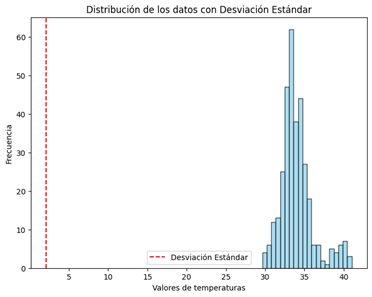 Distribución de los datos con Desviación Estándar
Frecuencia
60
50
40
30
20
10
0
Desviación Estándar
5 10 15 20 25 30 35 40
Valores de temperaturas